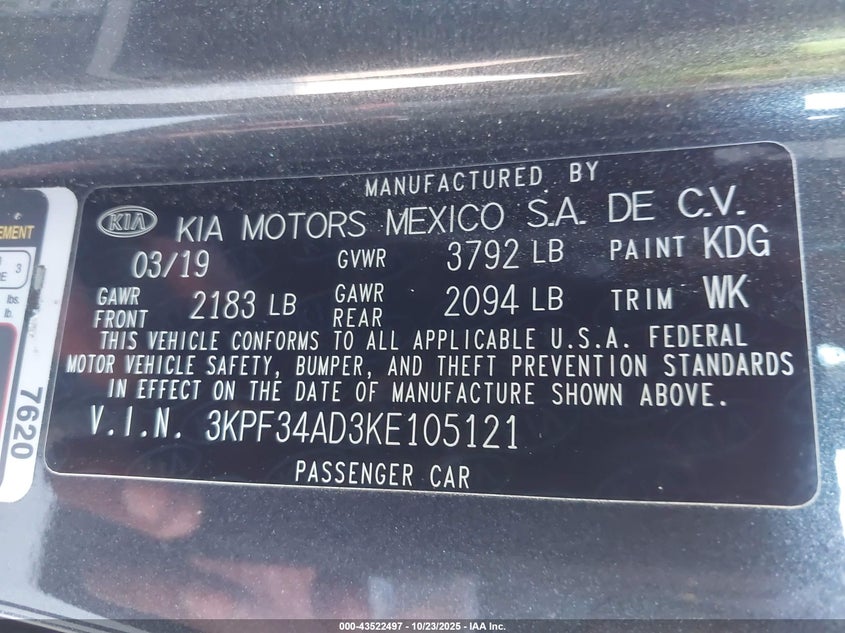 MANUFACTURED BY
KIA KIA MOTORS MEXICO S.A. DE C.V.
03/19 GVWR 3792 LB PAINT KDG
GAWR FRONT 2183 LB GAWR REAR 2094 LB TRIM WK
THIS VEHICLE CONFORMS TO ALL APPLICABLE U.S.A. FEDERAL
MOTOR VEHICLE SAFETY, BUMPER, AND THEFT PREVENTION STANDARDS
IN EFFECT ON THE DATE OF MANUFACTURE SHOWN ABOVE.
V.I.N. 3KPF34AD3KE105121
PASSENGER CAR
3
lbs.
lb.
7620
000-43522497 - 10/23/2025 - IAA Inc.